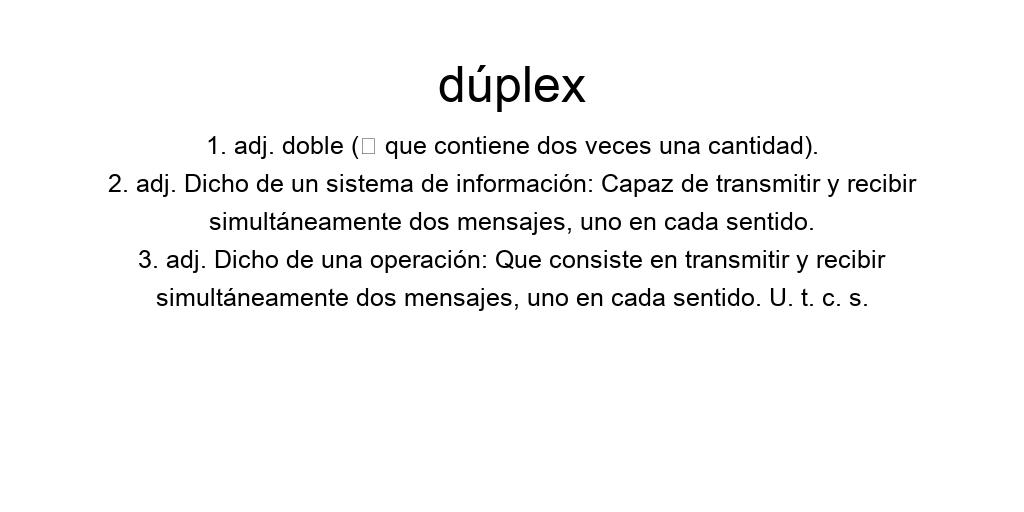 dúplex
1. adj. doble (□ que contiene dos veces una cantidad).
2. adj. Dicho de un sistema de información: Capaz de transmitir y recibir
simultáneamente dos mensajes, uno en cada sentido.
3. adj. Dicho de una operación: Que consiste en transmitir y recibir
simultáneamente dos mensajes, uno en cada sentido. U. t. c. s.